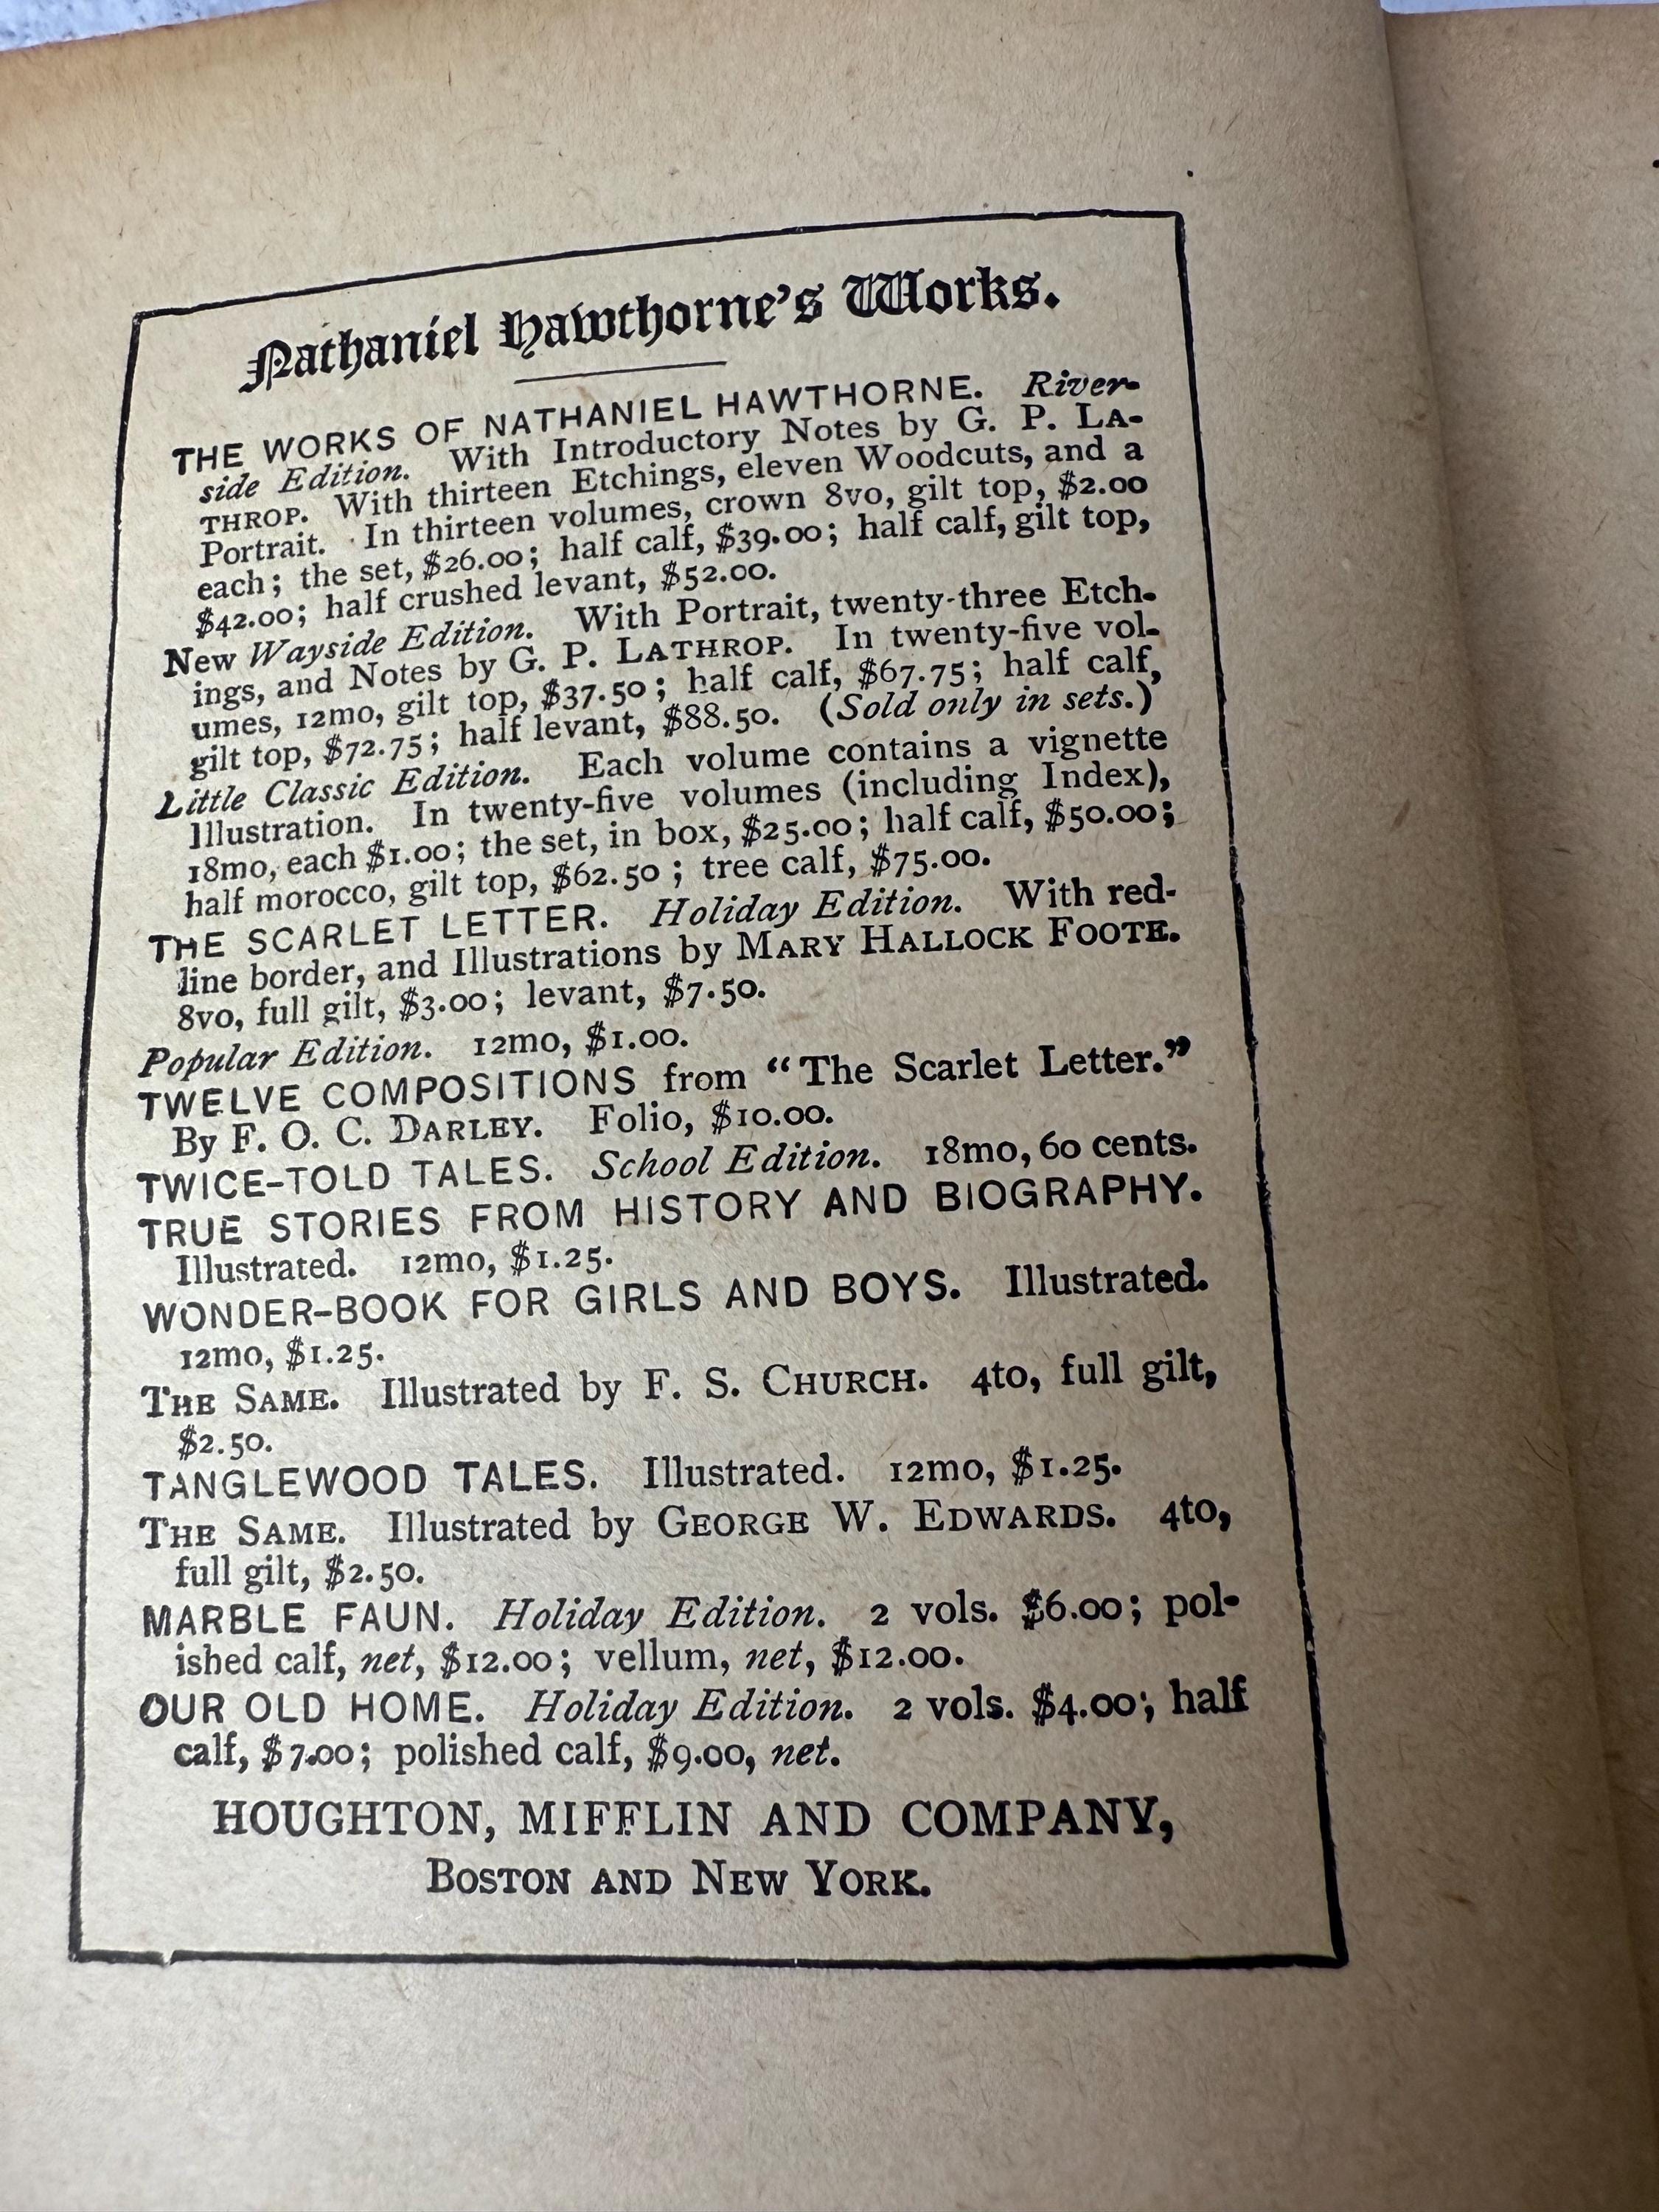 Nathaniel Hawthorne's Works.
THE WORKS OF NATHANIEL HAWTHORNE. River-
side Edition. With Introductory Notes by G. P. LA-
THROP. With thirteen Etchings, eleven Woodcuts, and a
Portrait. In thirteen volumes, crown 8vo, gilt top, $2.00
each; the set, $26.00; half calf, $39.00; half calf, gilt top,
$42.00; half crushed levant, $52.00.
New Wayside Edition. With Portrait, twenty-three Etch-
ings, and Notes by G. P. LATHROP. In twenty-five vol-
umes, 12mo, gilt top, $37.50; half calf, $67.75; half calf,
gilt top, $72.75; half levant, $88.50. (Sold only in sets.)
Little Classic Edition. Each volume contains a vignette
Illustration. In twenty-five volumes (including Index),
18mo, each $1.00; the set, in box, $25.00; half calf, $50.00;
half morocco, gilt top, $62.50; tree calf, $75.00.
THE SCARLET LETTER. Holiday Edition. With red-
line border, and Illustrations by MARY HALLOCK FOOTE.
8vo, full gilt, $3.00; levant, $7.50.
Popular Edition. 12mo, $1.00.
TWELVE COMPOSITIONS from "The Scarlet Letter."
By F. O. C. DARLEY. Folio, $10.00.
TWICE-TOLD TALES. School Edition. 18mo, 60 cents.
TRUE STORIES FROM HISTORY AND BIOGRAPHY.
Illustrated. 12mo, $1.25.
WONDER-BOOK FOR GIRLS AND BOYS. Illustrated.
12mo, $1.25.
THE SAME. Illustrated by F. S. CHURCH. 4to, full gilt,
$2.50.
TANGLEWOOD TALES. Illustrated. 12mo, $1.25.
THE SAME. Illustrated by GEORGE W. EDWARDS. 4to,
full gilt, $2.50.
MARBLE FAUN. Holiday Edition. 2 vols. $6.00; pol-
ished calf, net, $12.00; vellum, net, $12.00.
OUR OLD HOME. Holiday Edition. 2 vols. $4.00; half
calf, $7.00; polished calf, $9.00, net.
HOUGHTON, MIFFLIN AND COMPANY,
BOSTON AND NEW YORK.